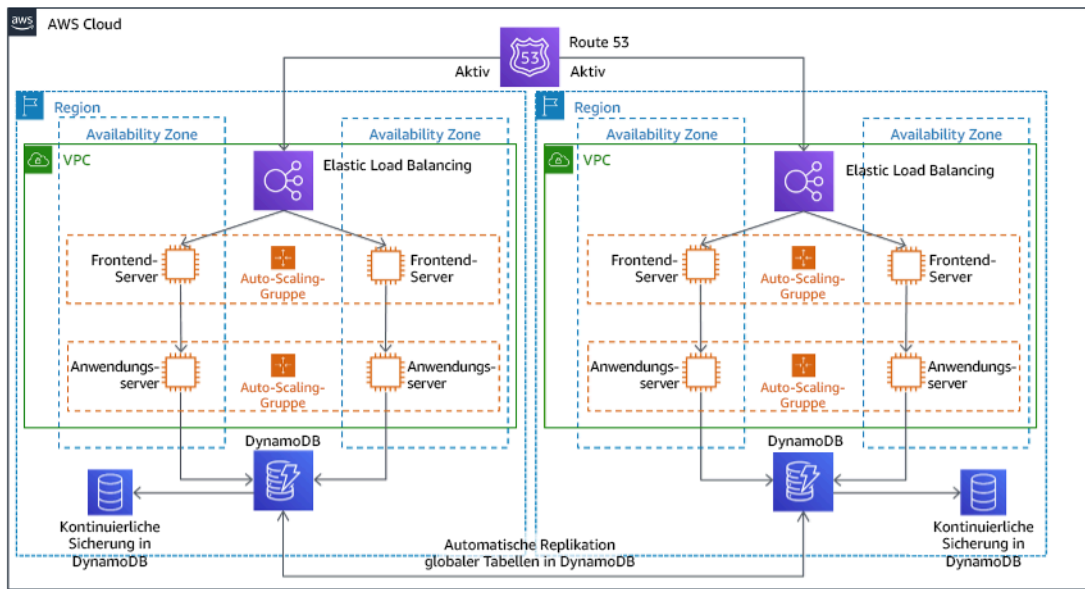 aws
AWS Cloud
53
Route 53
Aktiv
Aktiv
Region
Availability Zone
Availability Zone
VPC
Elastic Load Balancing
Frontend-
Server
Auto-Scaling-
Gruppe
Frontend-
Server
Anwendungs-
server
Auto-Scaling-
Gruppe
Anwendungs-
server
DynamoDB
Kontinuierliche
Sicherung in
DynamoDB
Region
Availability Zone
Availability Zone
VPC
Elastic Load Balancing
Frontend-
Server
Auto-Scaling-
Gruppe
Frontend-
Server
Anwendungs-
server
Auto-Scaling-
Gruppe
Anwendungs-
server
DynamoDB
Kontinuierliche
Sicherung in
DynamoDB
Automatische Replikation
globaler Tabellen in DynamoDB